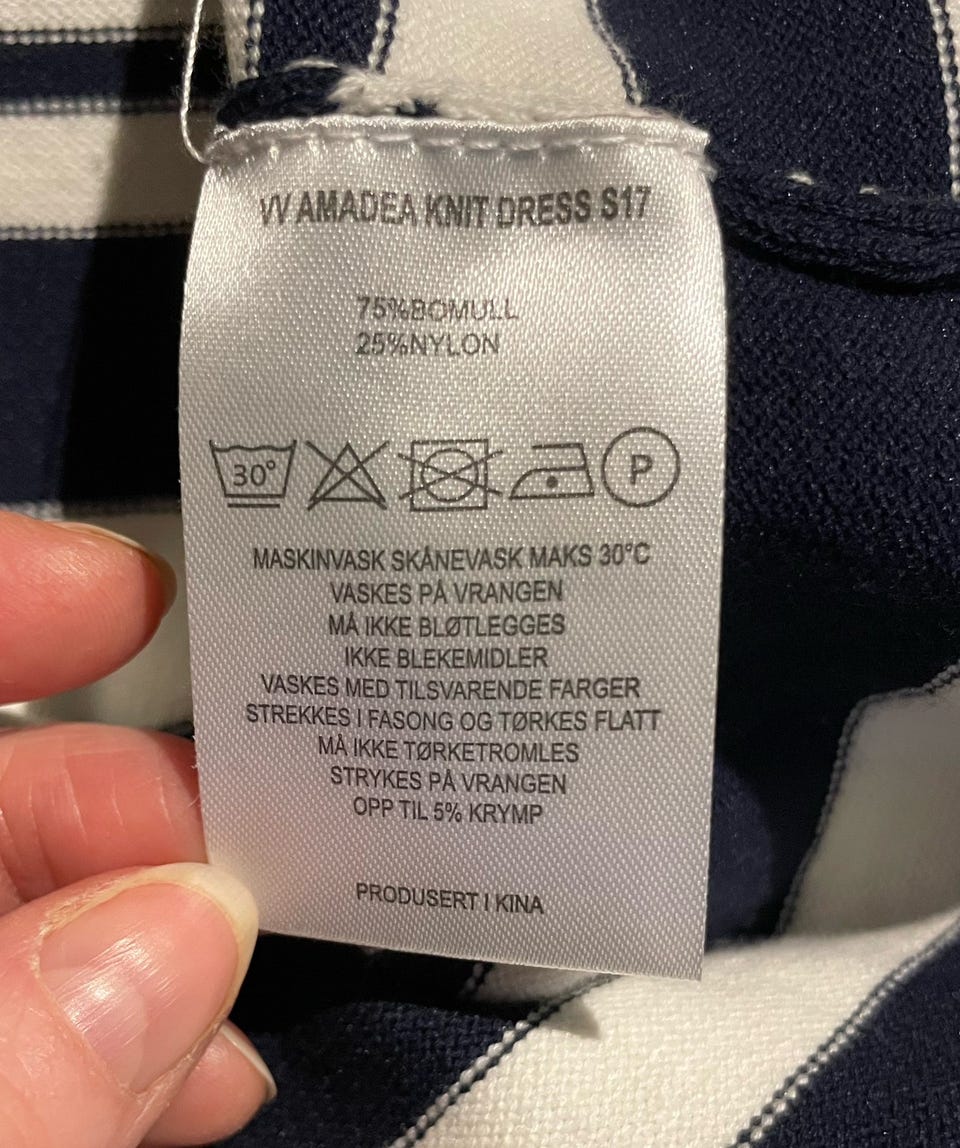 VV AMADEA KNIT DRESS S17
75%BOMULL
25%NYLON
30° P
MASKINVASK SKÅNEVASK MAKS 30°C
VASKES PÅ VRANGEN
MÅ IKKE BLØTLEGGES
IKKE BLEKEMIDLER
VASKES MED TILSVARENDE FARGER
STREKKES I FASONG OG TØRKES FLATT
MÅ IKKE TØRKETROMLES
STRYKES PÅ VRANGEN
OPP TIL 5% KRYMP
PRODUSERT I KINA